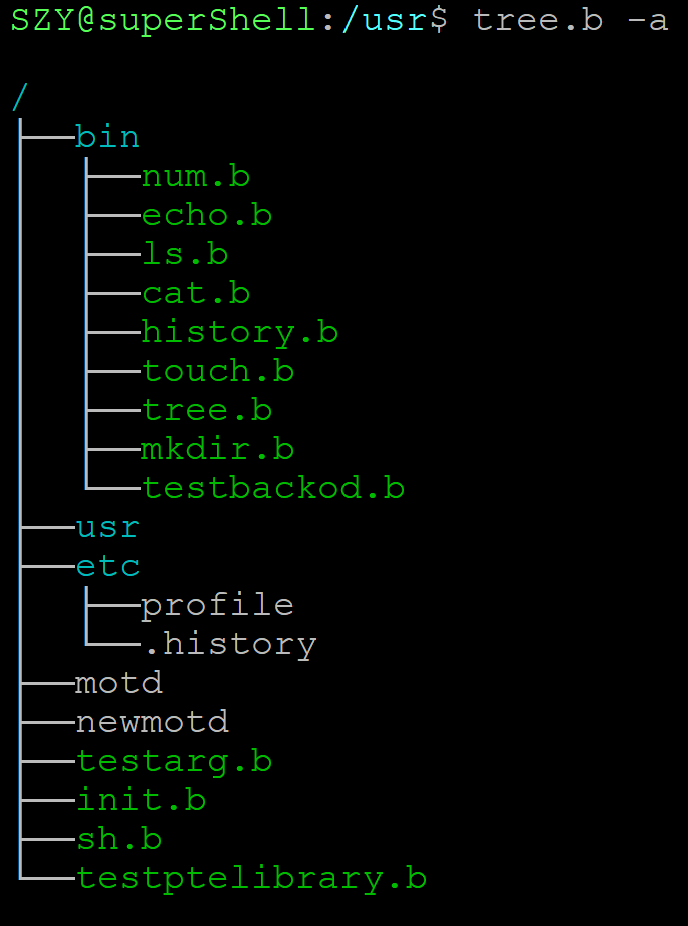 SZY@superShell:/usr$ tree.b -a
/
├──bin
│  ├──num.b
│  ├──echo.b
│  ├──ls.b
│  ├──cat.b
│  ├──history.b
│  ├──touch.b
│  ├──tree.b
│  ├──mkdir.b
│  └──testbackod.b
├──usr
├──etc
│  ├──profile
│  └──.history
├──motd
├──newmotd
├──testarg.b
├──init.b
├──sh.b
└──testptelibrary.b